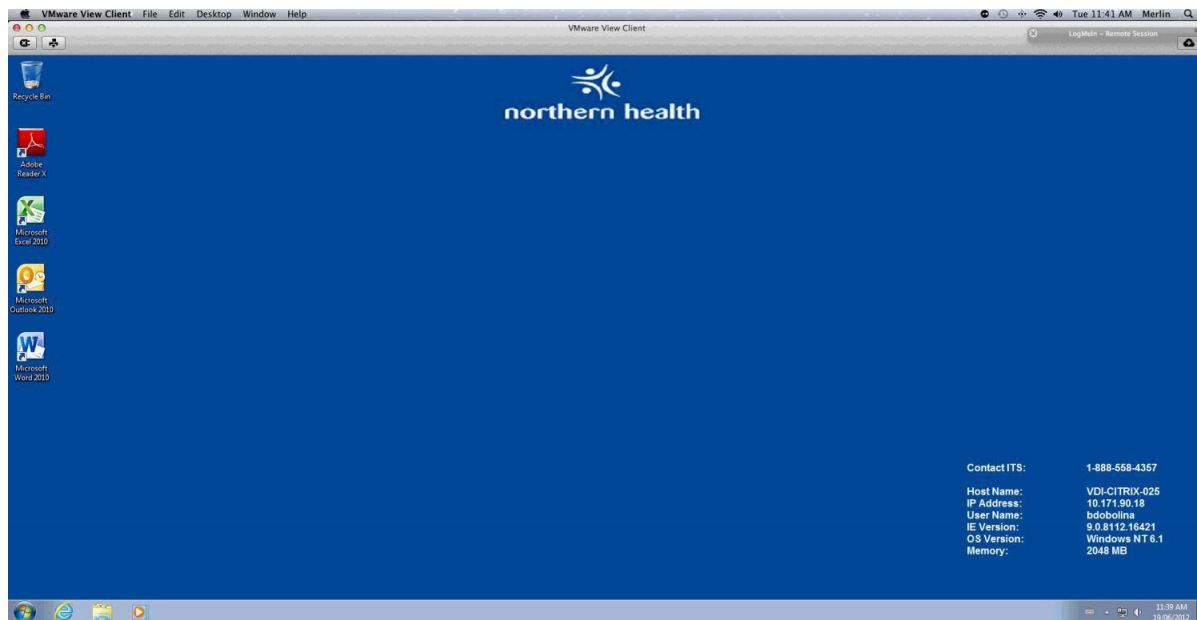 VMware View Client File Edit Desktop Window Help Tue 11:41 AM Merlin
VMware View Client
LogMeIn - Remote Session
Recycle Bin
northern health
Adobe
Reader X
Microsoft
Excel 2010
Microsoft
Outlook 2010
Microsoft
Word 2010
Contact ITS: 1-888-558-4357
Host Name: VDI-CITRIX-025
IP Address: 10.171.90.18
User Name: bdobolina
IE Version: 9.0.8112.16421
OS Version: Windows NT 6.1
Memory: 2048 MB
11:39 AM
19/06/2012